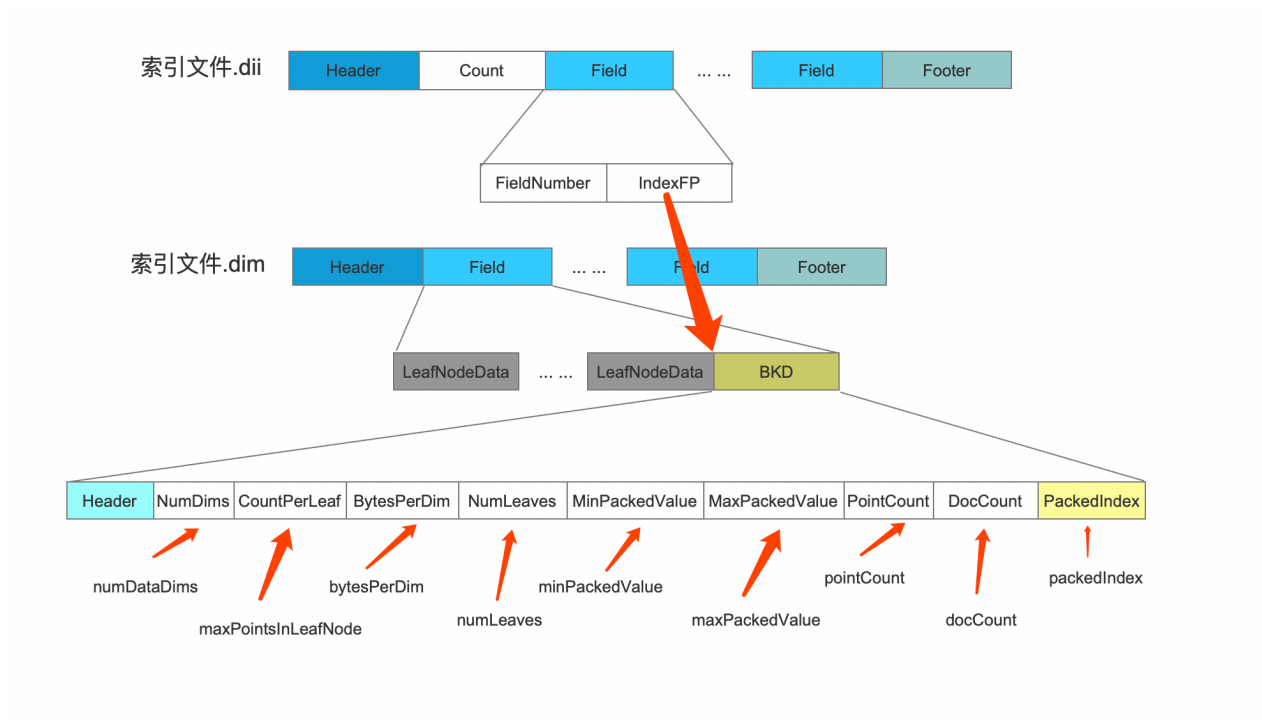 索引文件.dii Header Count Field ... ... Field Footer
FieldNumber IndexFP
索引文件.dim Header Field ... ... Field Footer
LeafNodeData ... ... LeafNodeData BKD
Header NumDims CountPerLeaf BytesPerDim NumLeaves MinPackedValue MaxPackedValue PointCount DocCount PackedIndex
numDataDims bytesPerDim minPackedValue pointCount packedIndex
maxPointsInLeafNode numLeaves maxPackedValue docCount